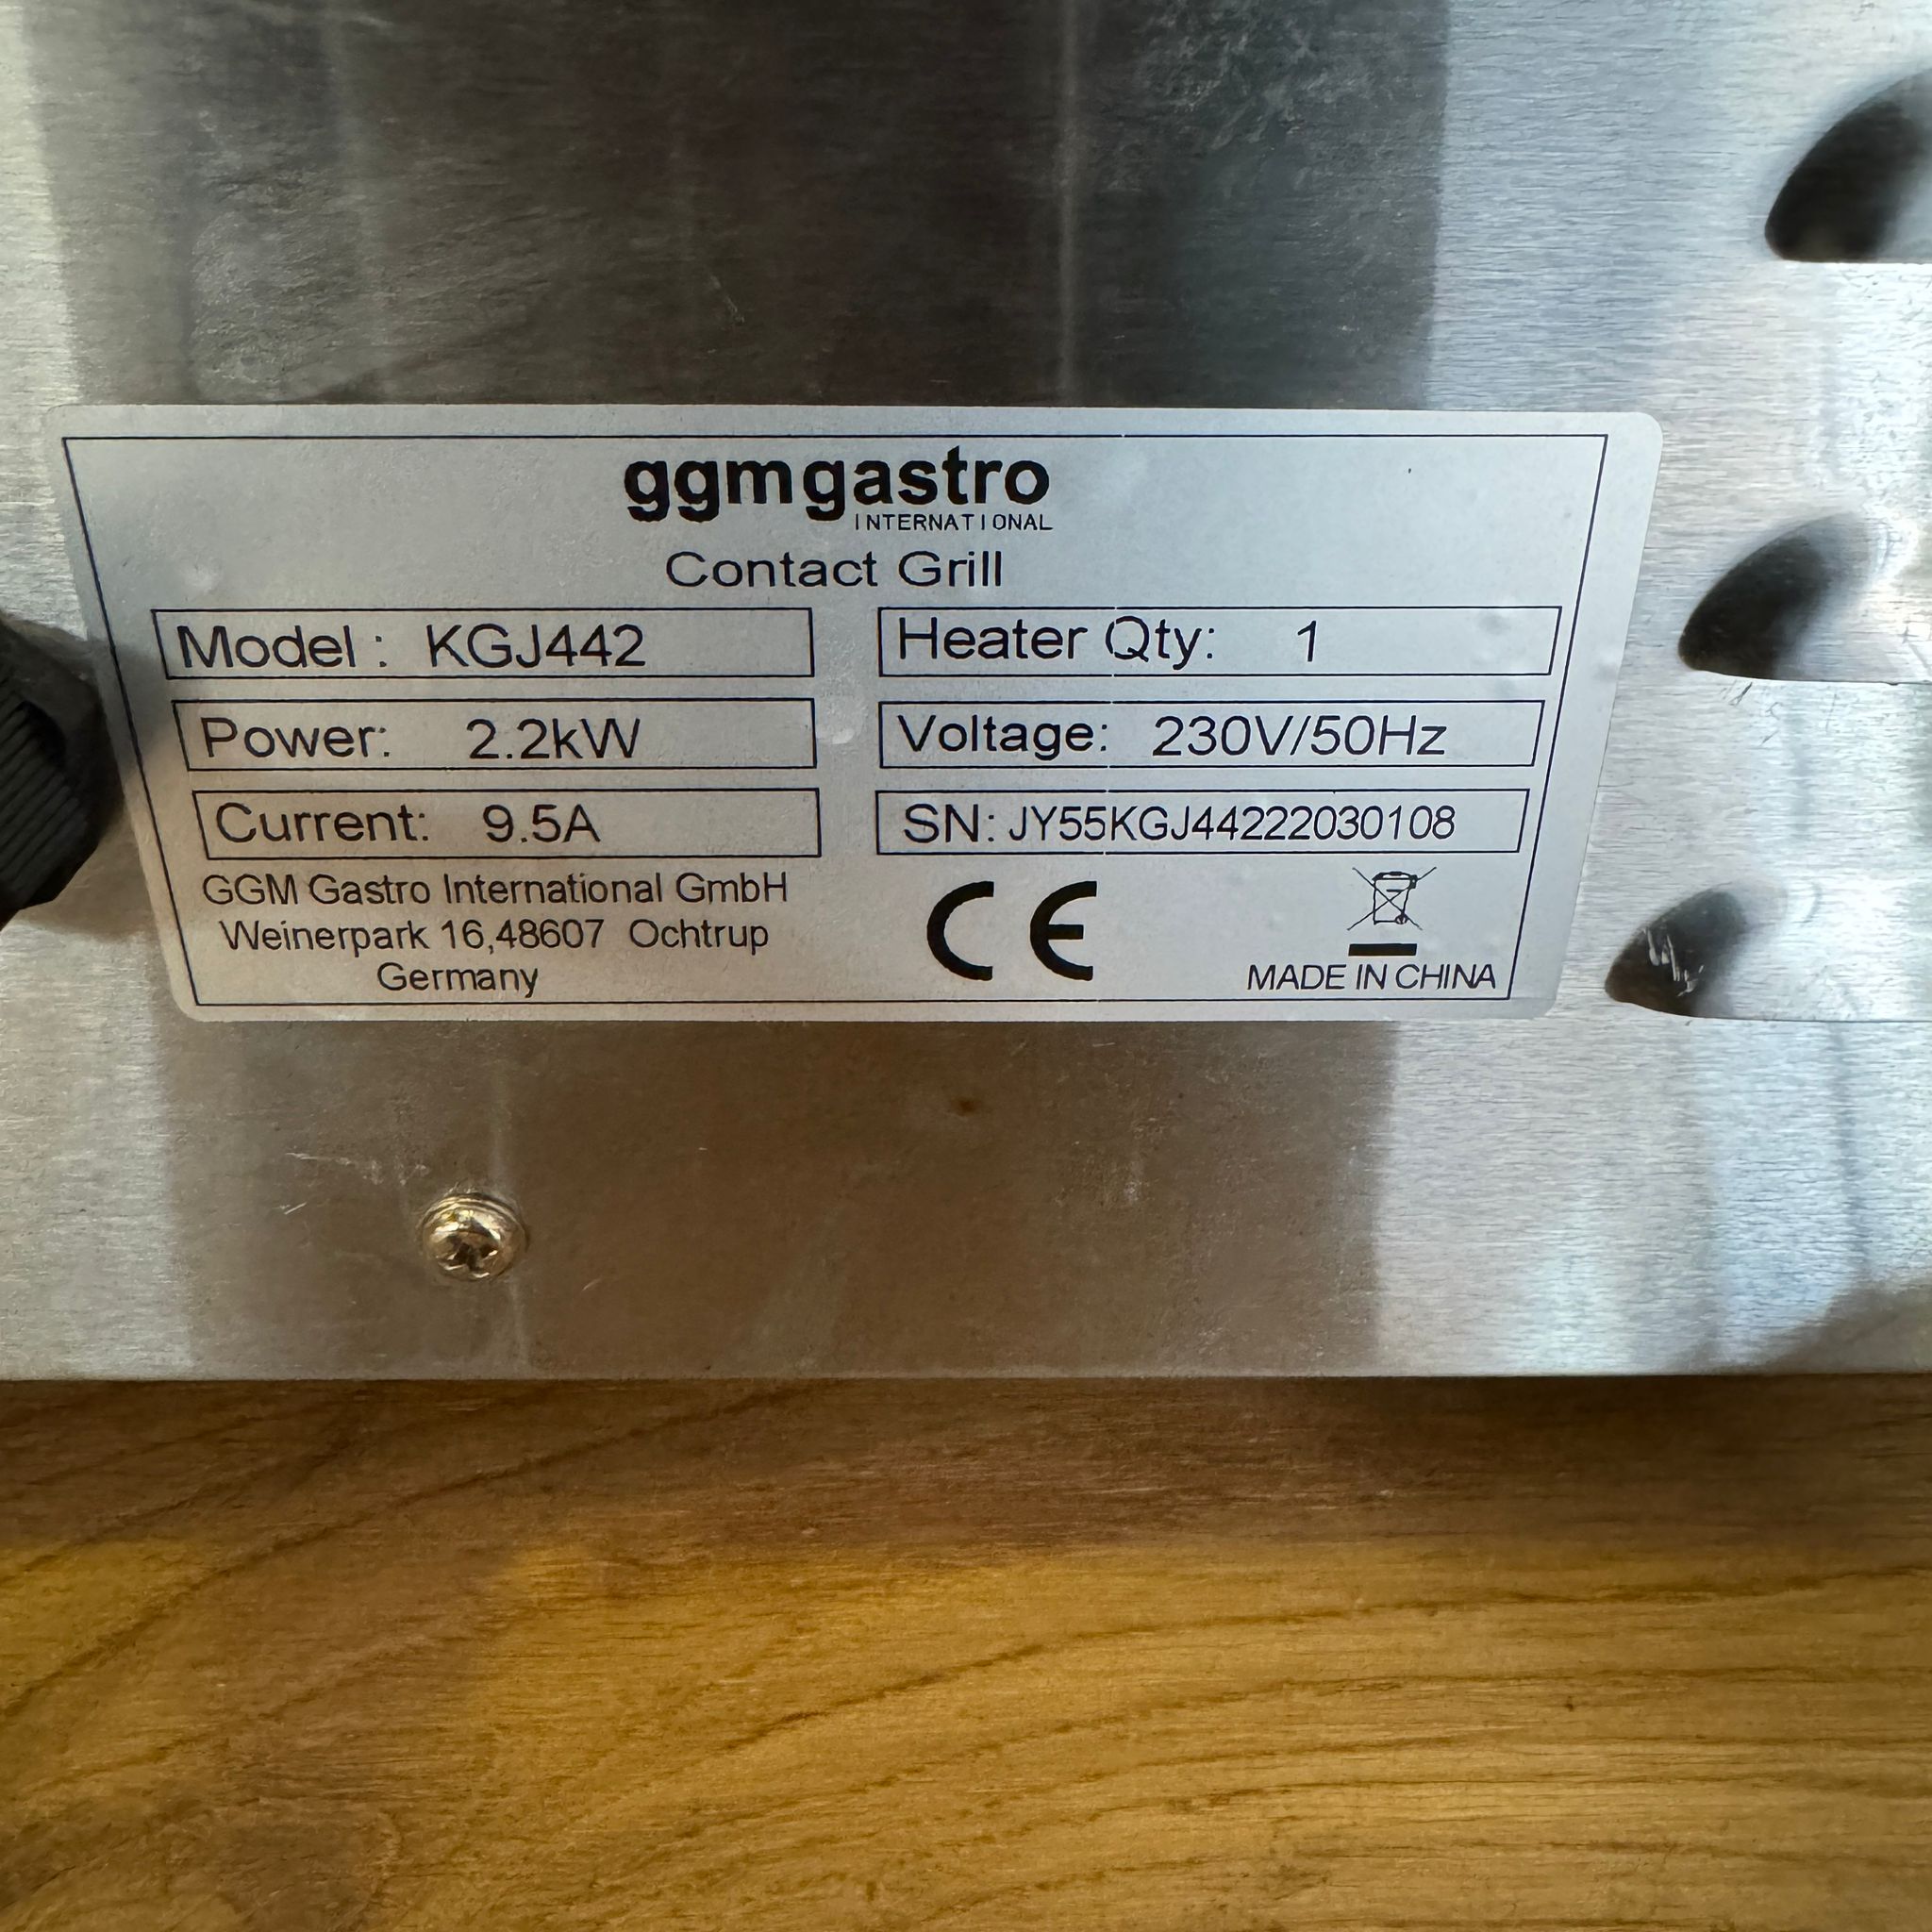 ggmgastro
INTERNATIONAL
Contact Grill
Model : KGJ442
Heater Qty: 1
Power: 2.2kW
Voltage: 230V/50Hz
Current: 9.5A
SN: JY55KGJ44222030108
GGM Gastro International GmbH
Weinerpark 16,48607 Ochtrup
Germany
CE
MADE IN CHINA